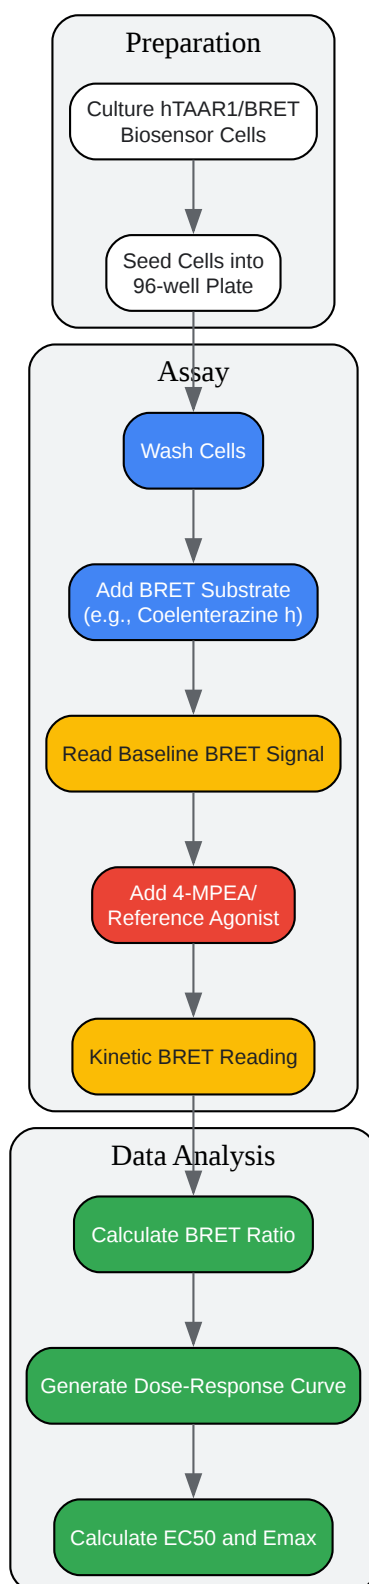 Preparation
Culture hTAAR1/BRET
Biosensor Cells
Seed Cells into
96-well Plate
Assay
Wash Cells
Add BRET Substrate
(e.g., Coelenterazine h)
Read Baseline BRET Signal
Add 4-MPEA/
Reference Agonist
Kinetic BRET Reading
Data Analysis
Calculate BRET Ratio
Generate Dose-Response Curve
Calculate EC50 and Emax